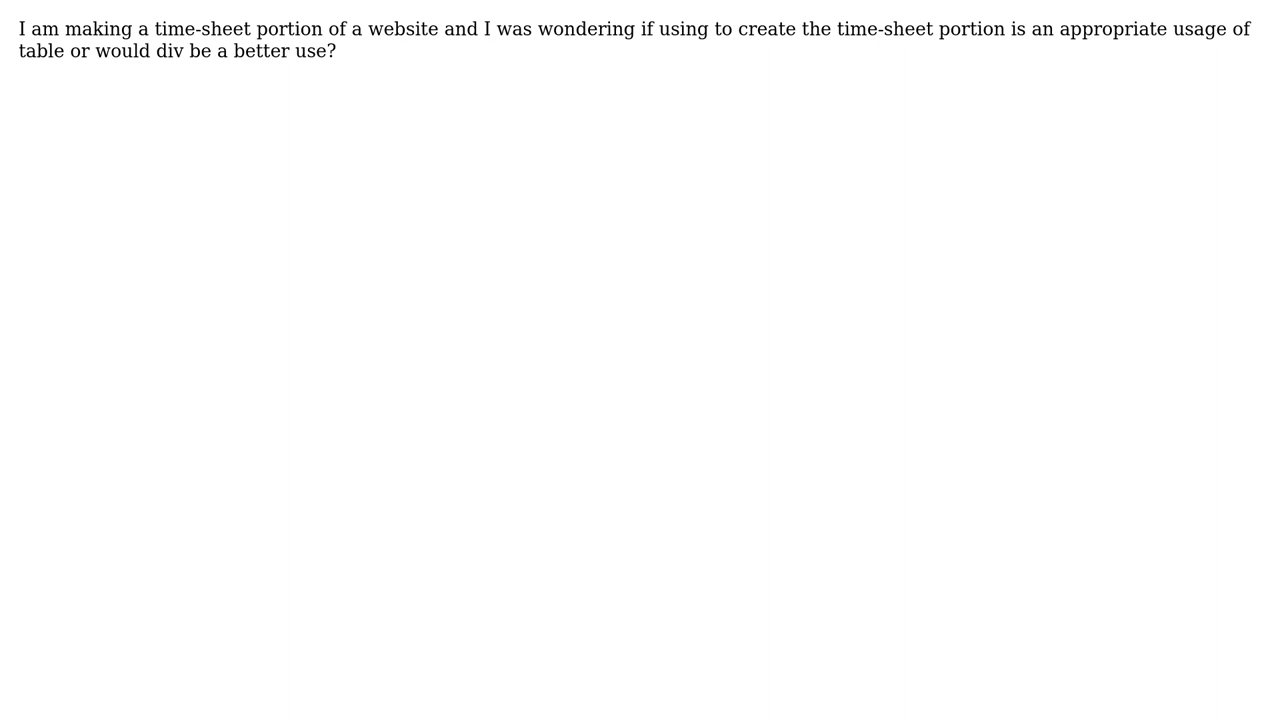 I am making a time-sheet portion of a website and I was wondering if using to create the time-sheet portion is an appropriate usage of
table or would div be a better use?